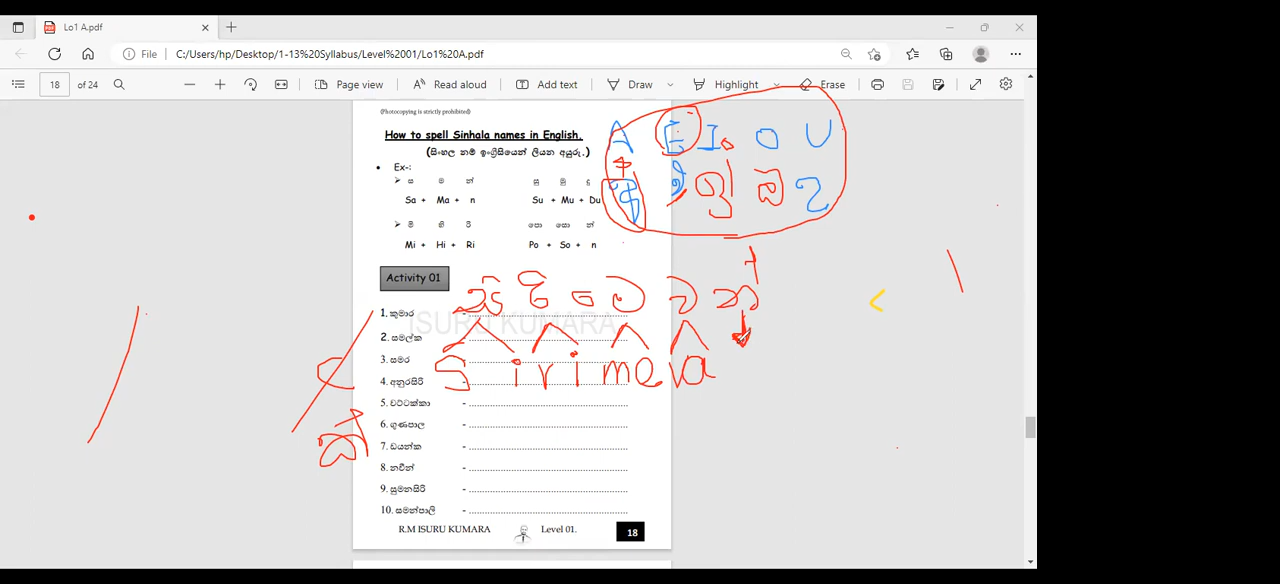 Lo1 A.pdf
File C:/Users/hp/Desktop/1-13%20Syllabus/Level%2001/Lo1%20A.pdf
18 of 24 Page view Read aloud Add text Draw Highlight Erase
(Photocopying is strictly prohibited)
How to spell Sinhala names in English.
(සිංහල නම් ඉංග්‍රීසියෙන් ලියන අයුරු.)
A E I O U
Ex-:
ස ම න් සු මු දු
Sa + Ma + n Su + Mu + Du
මි හි රි පො සො න්
Mi + Hi + Ri Po + So + n
Activity 01
ISURU KUMARA
1. කුමාර
2. සමල්ක
3. සමර
Sirimewa
4. අනුරසිරි
5. චට්ටක්කා
6. ගුණපාල
7. ඩයන්ක
8. නවීන්
9. සුමනසිරි
10. සමන්පාලි
R.M ISURU KUMARA Level 01. 18